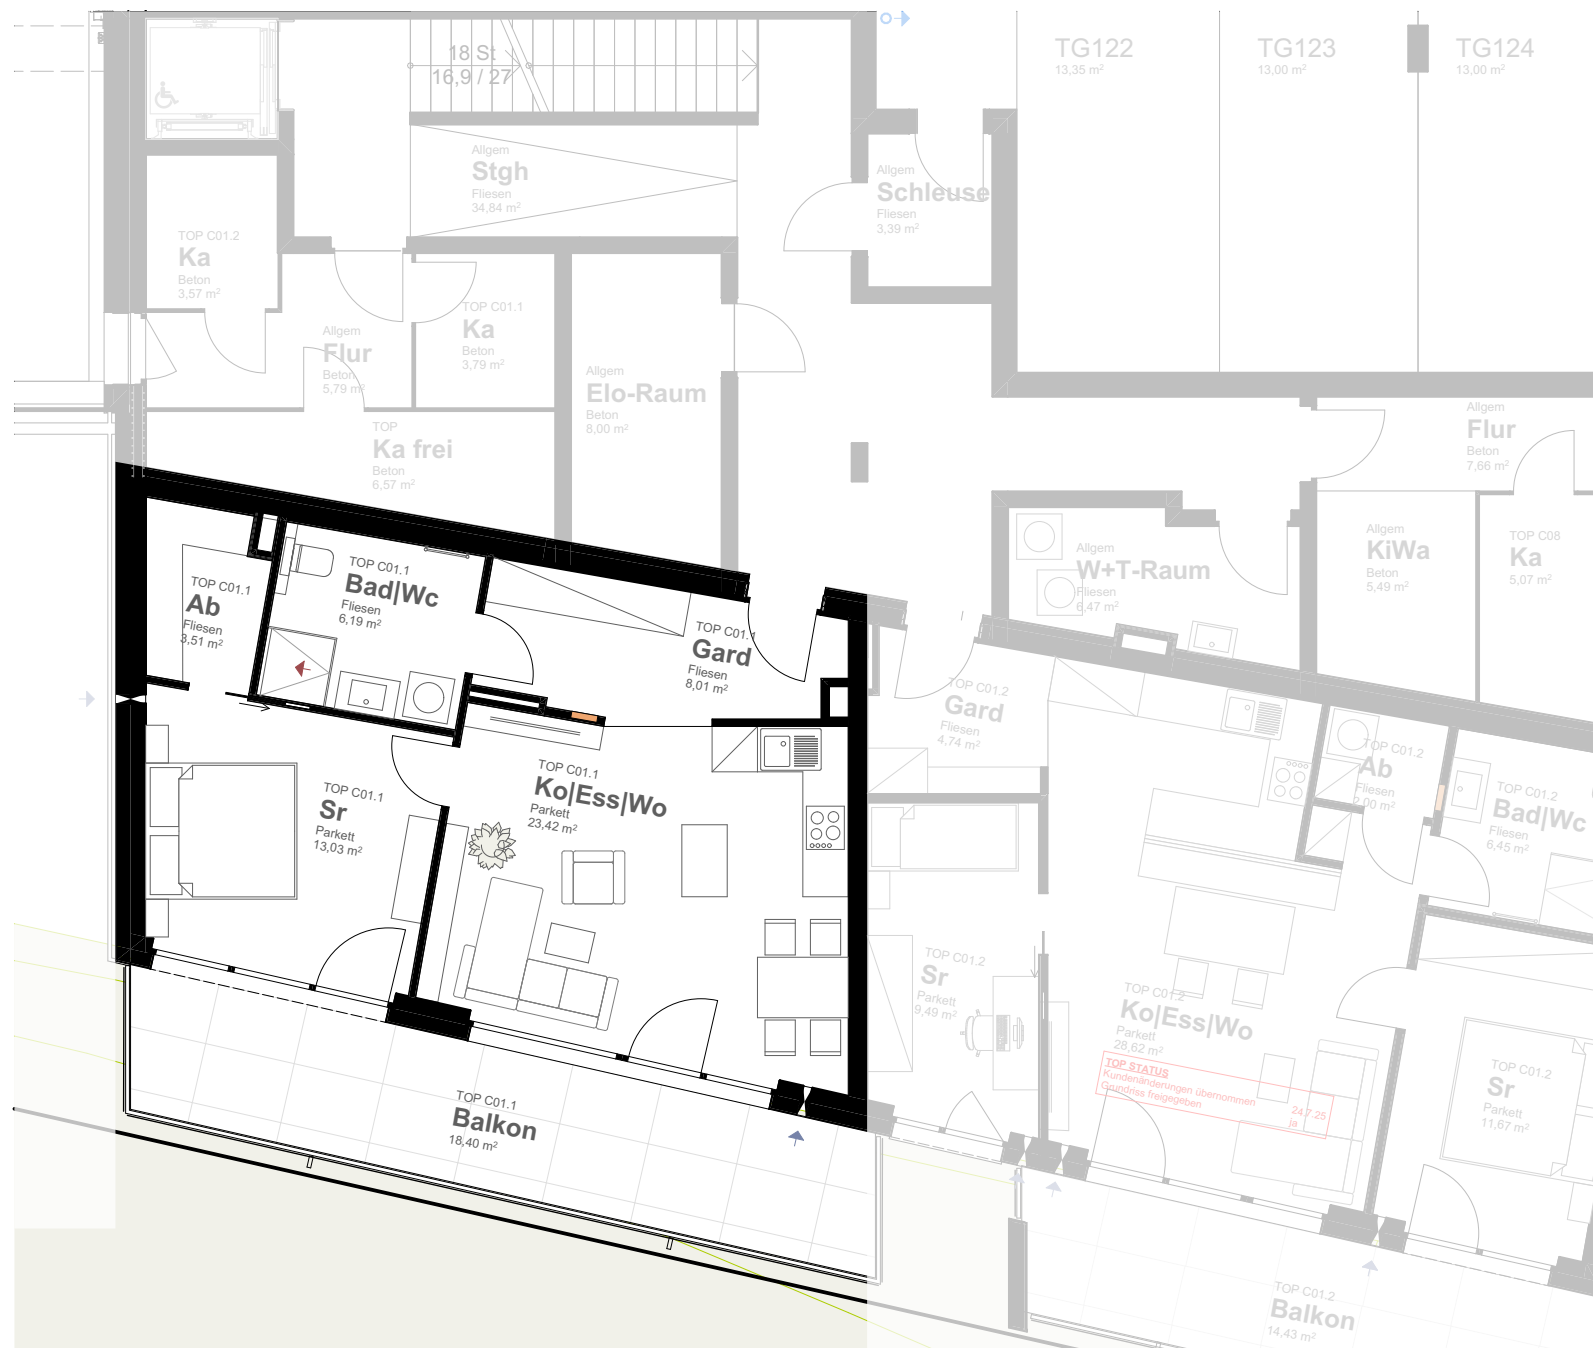 18 St
16,9 / 27
TG122
13,35 m²
TG123
13,00 m²
TG124
13,00 m²
Allgem
Stgh
Fliesen
34,84 m²
Allgem
Schleuse
Fliesen
3,39 m²
TOP C01.2
Ka
Beton
3,57 m²
Allgem
Flur
Beton
5,79 m²
TOP C01.1
Ka
Beton
3,79 m²
Allgem
Elo-Raum
Beton
8,00 m²
TOP
Ka frei
Beton
6,57 m²
Allgem
Flur
Beton
7,66 m²
Allgem
W+T-Raum
Fliesen
6,47 m²
Allgem
KiWa
Beton
5,49 m²
TOP C08
Ka
Beton
5,07 m²
TOP C01.1
Ab
Fliesen
3,51 m²
TOP C01.1
Bad|Wc
Fliesen
6,19 m²
TOP C01.1
Gard
Fliesen
8,01 m²
TOP C01.2
Gard
Fliesen
4,74 m²
TOP C01.2
Ab
Fliesen
2,00 m²
TOP C01.2
Bad|Wc
Fliesen
6,45 m²
TOP C01.1
Sr
Parkett
13,03 m²
TOP C01.1
Ko|Ess|Wo
Parkett
23,42 m²
TOP C01.2
Sr
Parkett
9,49 m²
TOP C01.2
Ko|Ess|Wo
Parkett
28,62 m²
TOP STATUS
Kundenänderungen übernommen 24.7.25
Grundriss freigegeben ja
TOP C01.2
Sr
Parkett
11,67 m²
TOP C01.1
Balkon
18,40 m²
TOP C01.2
Balkon
14,43 m²